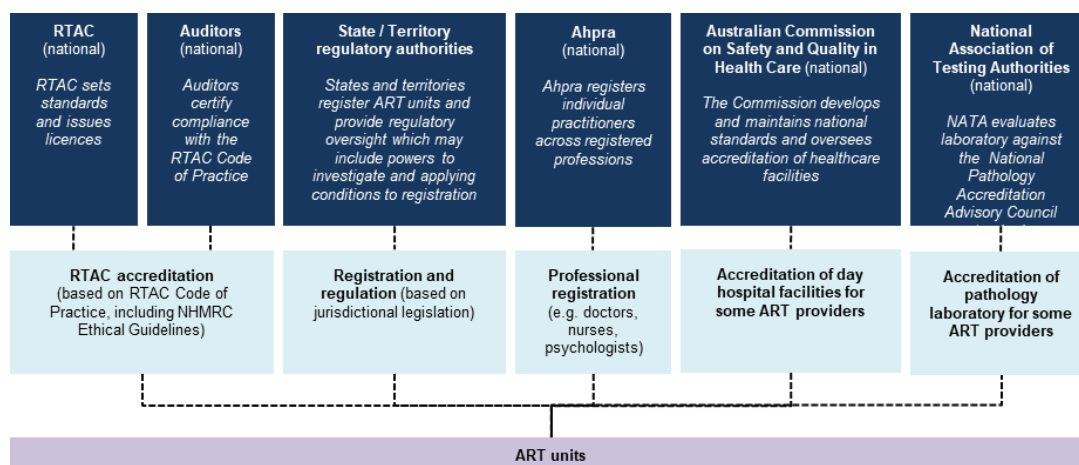 RTAC
(national)
RTAC sets
standards
and issues
licences
Auditors
(national)
Auditors
certify
compliance
with the
RTAC Code
of Practice
State / Territory
regulatory authorities
States and territories
register ART units and
provide regulatory
oversight which may
include powers to
investigate and applying
conditions to registration
Ahpra
(national)
Ahpra registers
individual
practitioners
across registered
professions
Australian Commission
on Safety and Quality in
Health Care (national)
The Commission develops
and maintains national
standards and oversees
accreditation of healthcare
facilities
National
Association of
Testing Authorities
(national)
NATA evaluates
laboratory against
the National
Pathology
Accreditation
Advisory Council
RTAC accreditation
(based on RTAC Code of
Practice, including NHMRC
Ethical Guidelines)
Registration and
regulation (based on
jurisdictional legislation)
Professional
registration
(e.g. doctors,
nurses,
psychologists)
Accreditation of day
hospital facilities for
some ART providers
Accreditation of
pathology
laboratory for some
ART providers
ART units